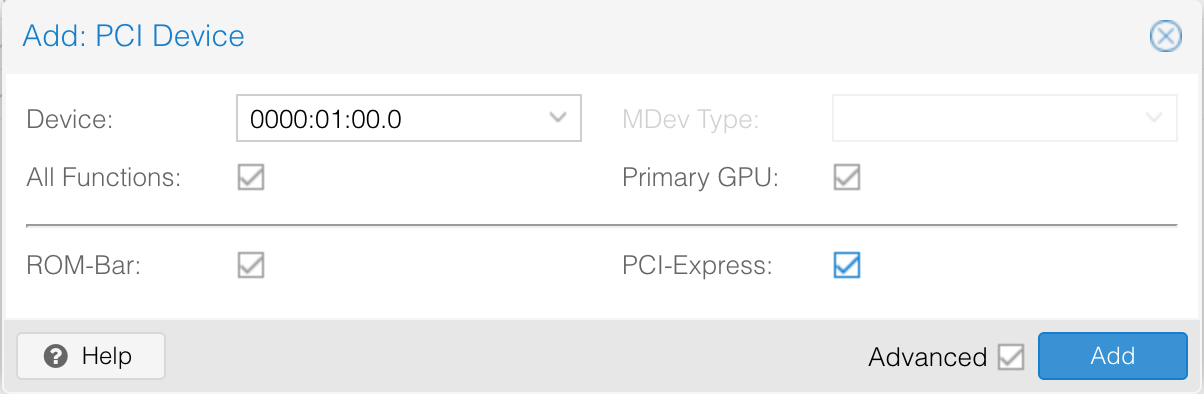 Add: PCI Device
Device: 0000:01:00.0 MDev Type:
All Functions: Primary GPU:
ROM-Bar: PCI-Express:
Help Advanced Add